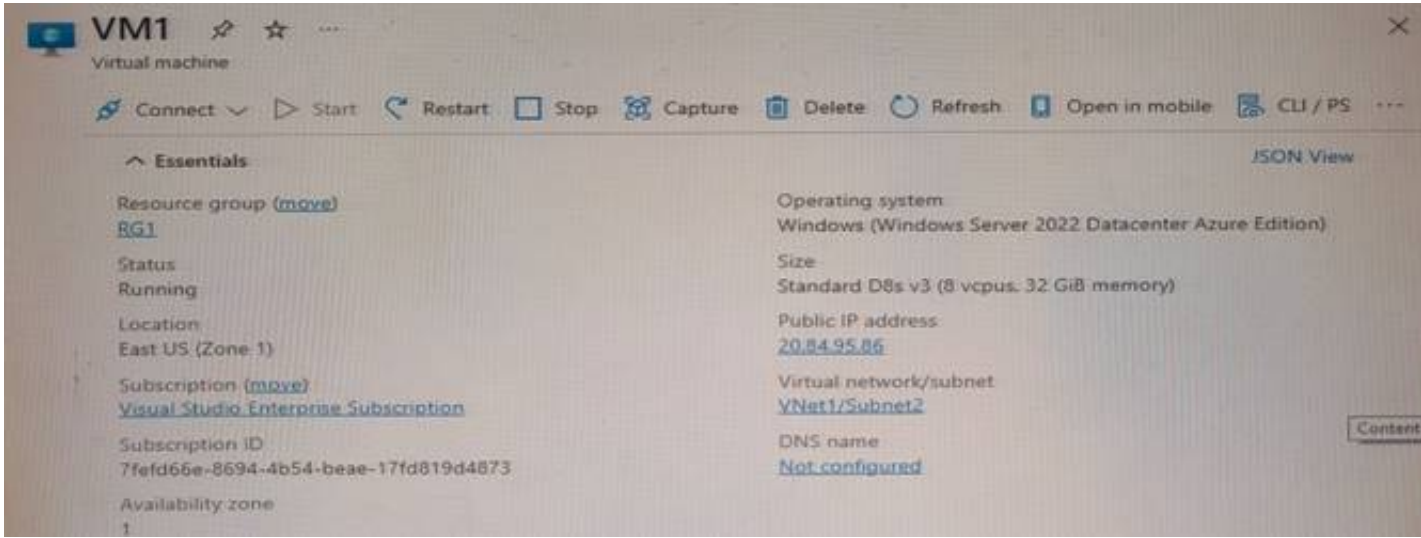 VM1
Virtual machine
Connect Start Restart Stop Capture Delete Refresh Open in mobile CLI / PS
Essentials
JSON View
Resource group (move)
RG1
Status
Running
Location
East US (Zone 1)
Subscription (move)
Visual Studio Enterprise Subscription
Subscription ID
7fefd66e-8694-4b54-beae-17fd819d4873
Availability zone
1
Operating system
Windows (Windows Server 2022 Datacenter Azure Edition)
Size
Standard D8s v3 (8 vcpus, 32 GiB memory)
Public IP address
20.84.95.86
Virtual network/subnet
VNet1/Subnet2
DNS name
Not configured
Content